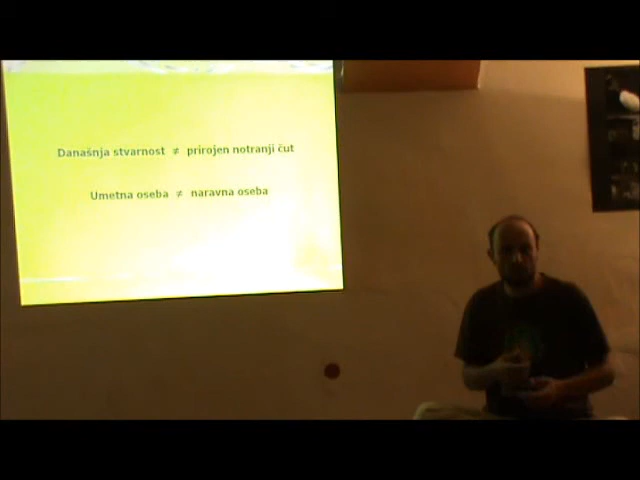 Današnja stvarnost ≠ prirojen notranji čut
Umetna oseba ≠ naravna oseba